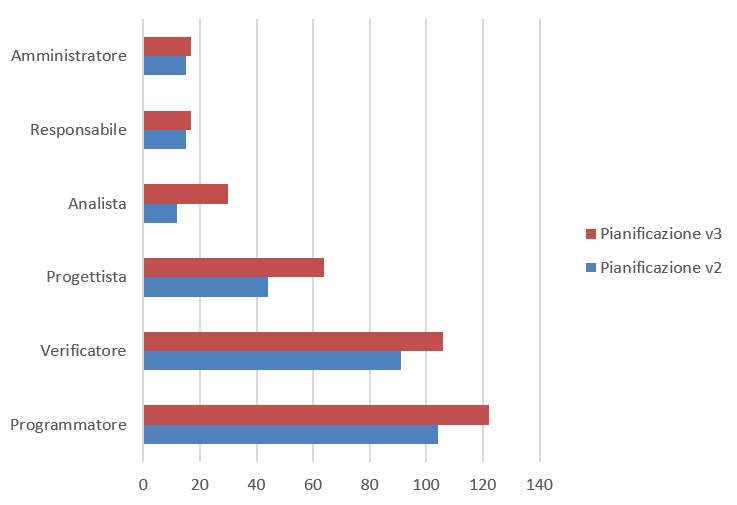 Amministratore
Responsabile
Analista
Progettista
Verificatore
Programmatore
0 20 40 60 80 100 120 140
Pianificazione v3
Pianificazione v2